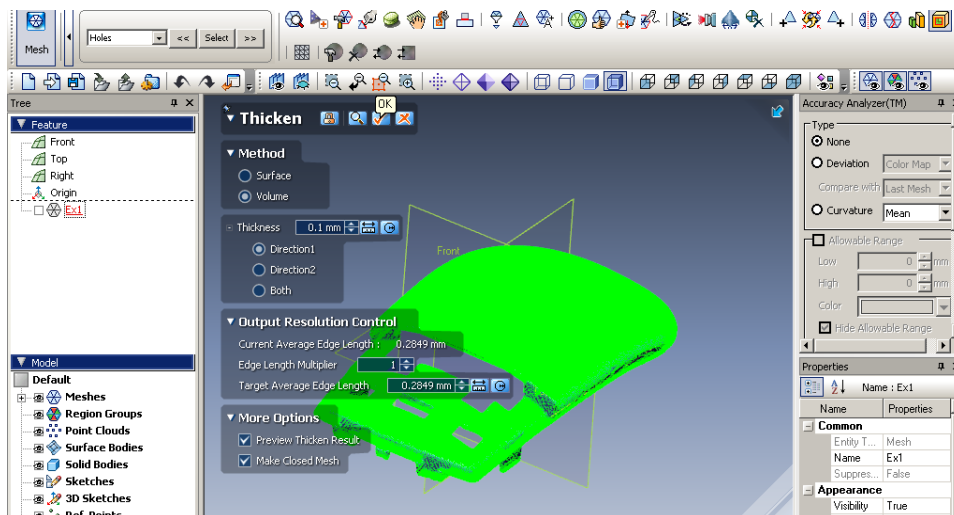 Mesh
Holes
<<
Select
>>
OK
Tree
Feature
Front
Top
Right
Origin
Ex1
Model
Default
Meshes
Region Groups
Point Clouds
Surface Bodies
Solid Bodies
Sketches
3D Sketches
Ref. Points
Thicken
Method
Surface
Volume
Thickness 0.1 mm
Direction1
Direction2
Both
Output Resolution Control
Current Average Edge Length : 0.2849 mm
Edge Length Multiplier 1
Target Average Edge Length 0.2849 mm
More Options
Preview Thicken Result
Make Closed Mesh
Front
Accuracy Analyzer(TM)
Type
None
Deviation Color Map
Compare with Last Mesh
Curvature Mean
Allowable Range
Low 0 mm
High 0 mm
Color
Hide Allowable Range
Properties
Name : Ex1
Name Properties
Common
Entity T... Mesh
Name Ex1
Suppres... False
Appearance
Visibility True